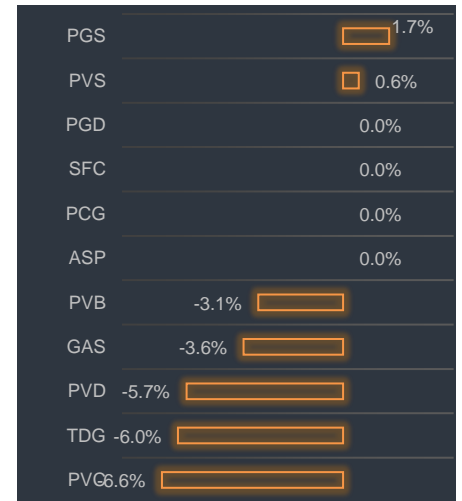 PGS 1.7%
PVS 0.6%
PGD 0.0%
SFC 0.0%
PCG 0.0%
ASP 0.0%
PVB -3.1%
GAS -3.6%
PVD -5.7%
TDG -6.0%
PVC -6.6%